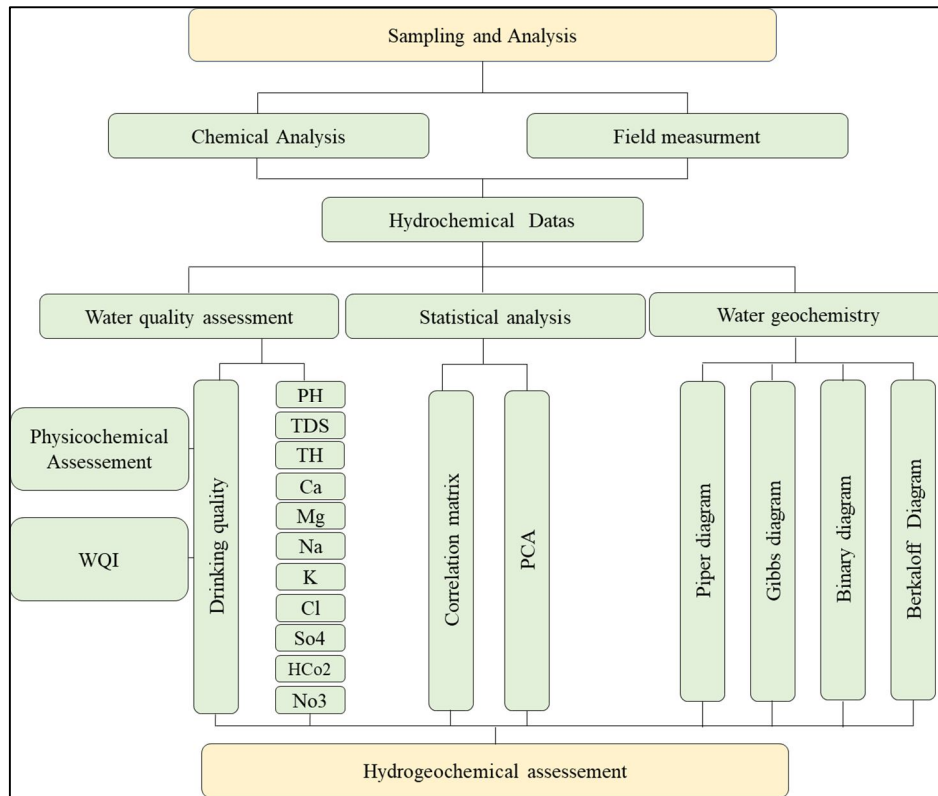 Sampling and Analysis
Chemical Analysis
Field measurment
Hydrochemical Datas
Water quality assessment
Statistical analysis
Water geochemistry
Physicochemical
Assessment
WQI
Drinking quality
PH
TDS
TH
Ca
Mg
Na
K
Cl
So4
HCo2
No3
Correlation matrix
PCA
Piper diagram
Gibbs diagram
Binary diagram
Berkaloff Diagram
Hydrogeochemical assessement